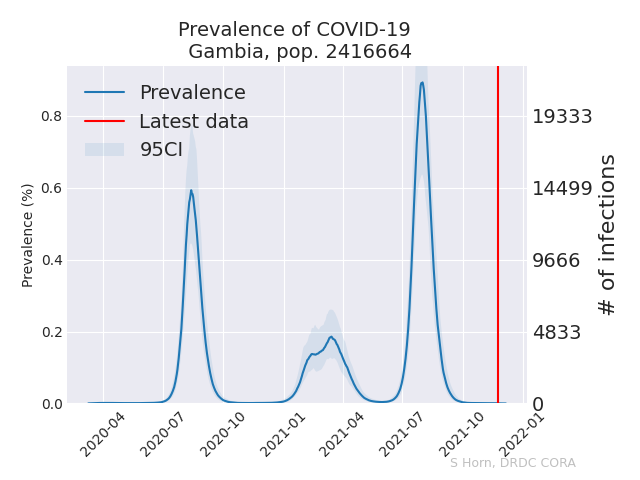 Prevalence of COVID-19
Gambia, pop. 2416664
Prevalence
Latest data
95CI
Prevalence (%)
0.8
0.6
0.4
0.2
0.0
19333
14499
9666
4833
0
# of infections
2020-04
2020-07
2020-10
2021-01
2021-04
2021-07
2021-10
2022-01
S Horn, DRDC CORA